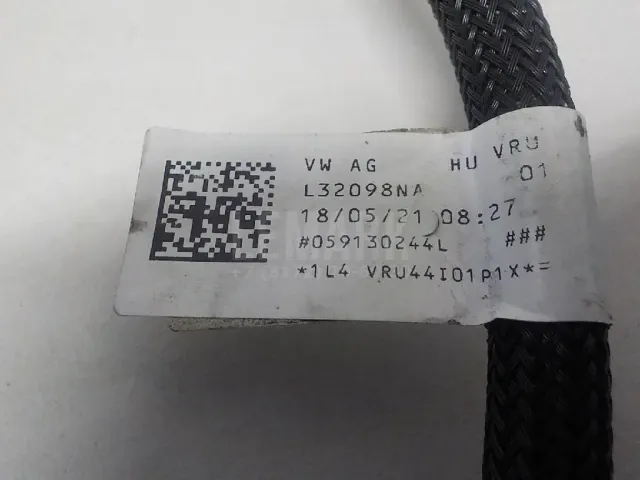 VW AG HU VRU
01
L32098NA
18/05/21 08:27
#059130244L ###
*1L4 VRU44I01P1X*=